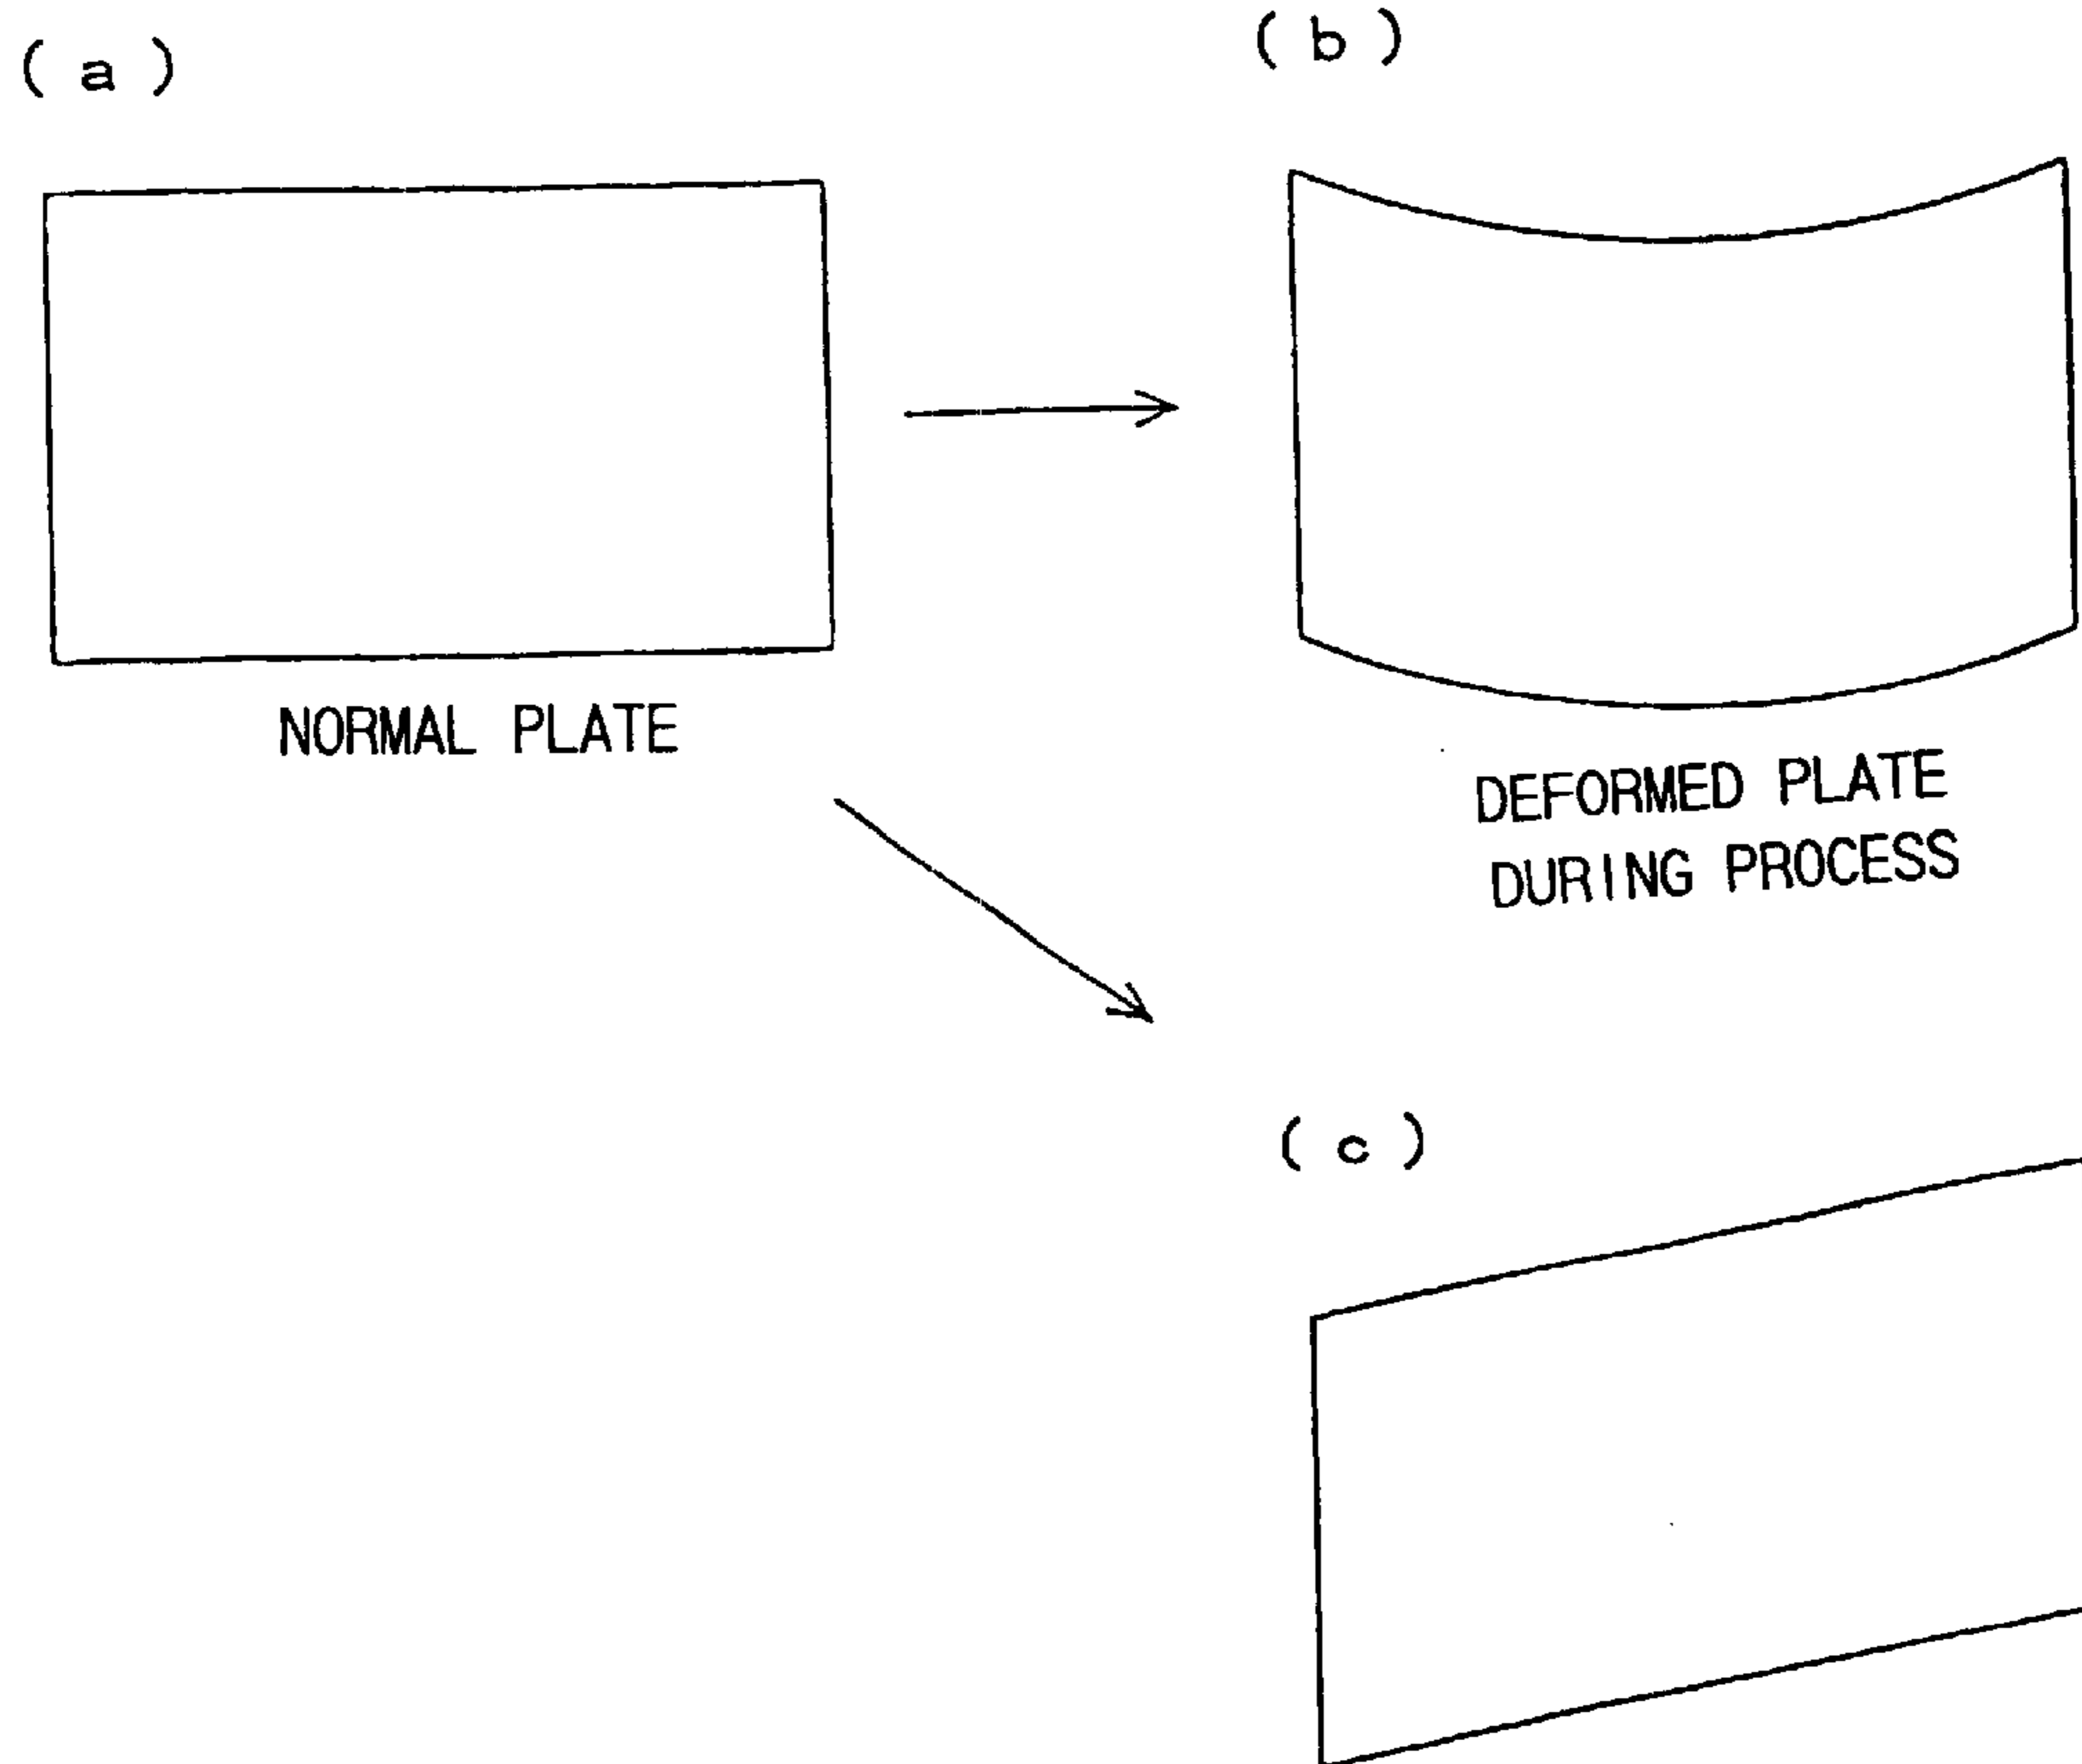 ( a )
( b )
NORMAL PLATE
DEFORMED PLATE
DURING PROCESS
( c )